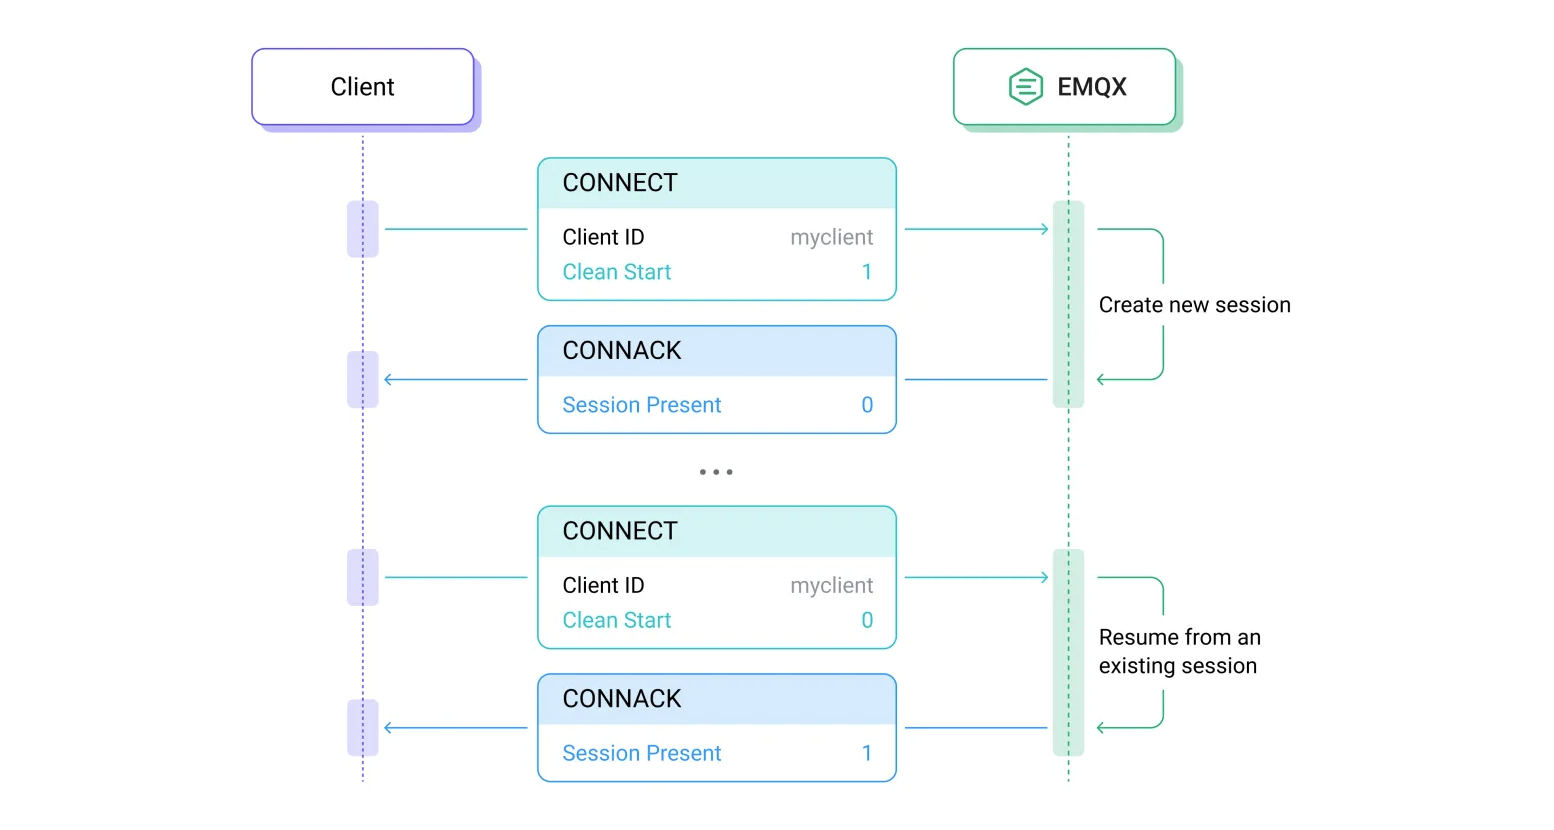 Client
EMQX
CONNECT
Client ID myclient
Clean Start 1
Create new session
CONNACK
Session Present 0
...
CONNECT
Client ID myclient
Clean Start 0
Resume from an
existing session
CONNACK
Session Present 1